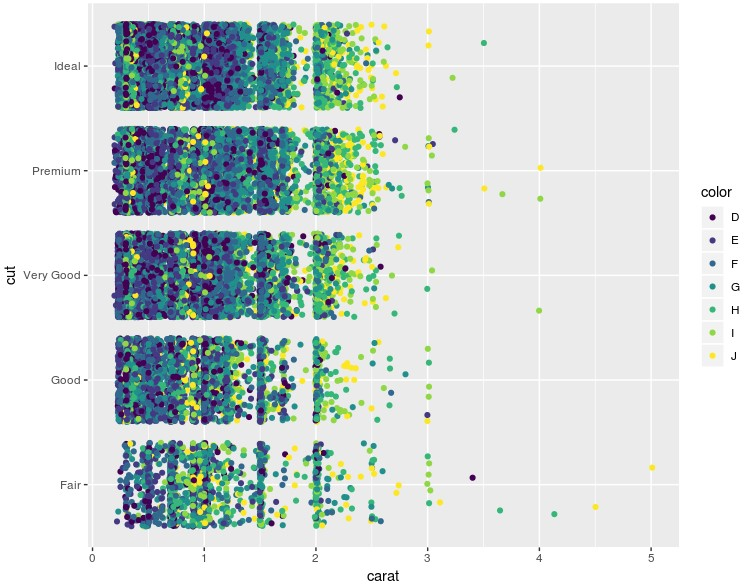 Ideal
Premium
Very Good
Good
Fair
cut
0 1 2 3 4 5
carat
color
D
E
F
G
H
I
J